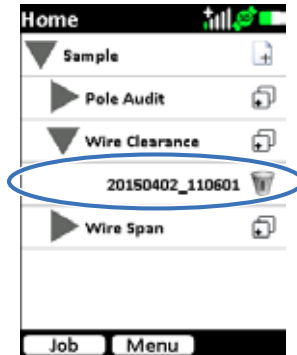 Home
Sample
Pole Audit
Wire Clearance
20150402_110601
Wire Span
Job Menu